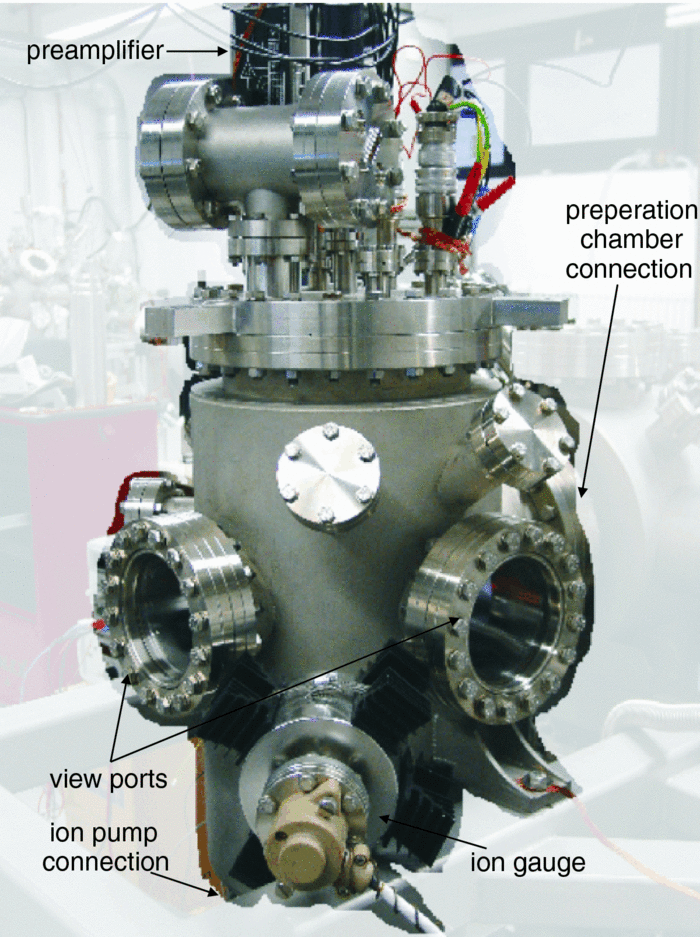 preamplifier
preperation
chamber
connection
view ports
ion pump
connection
ion gauge